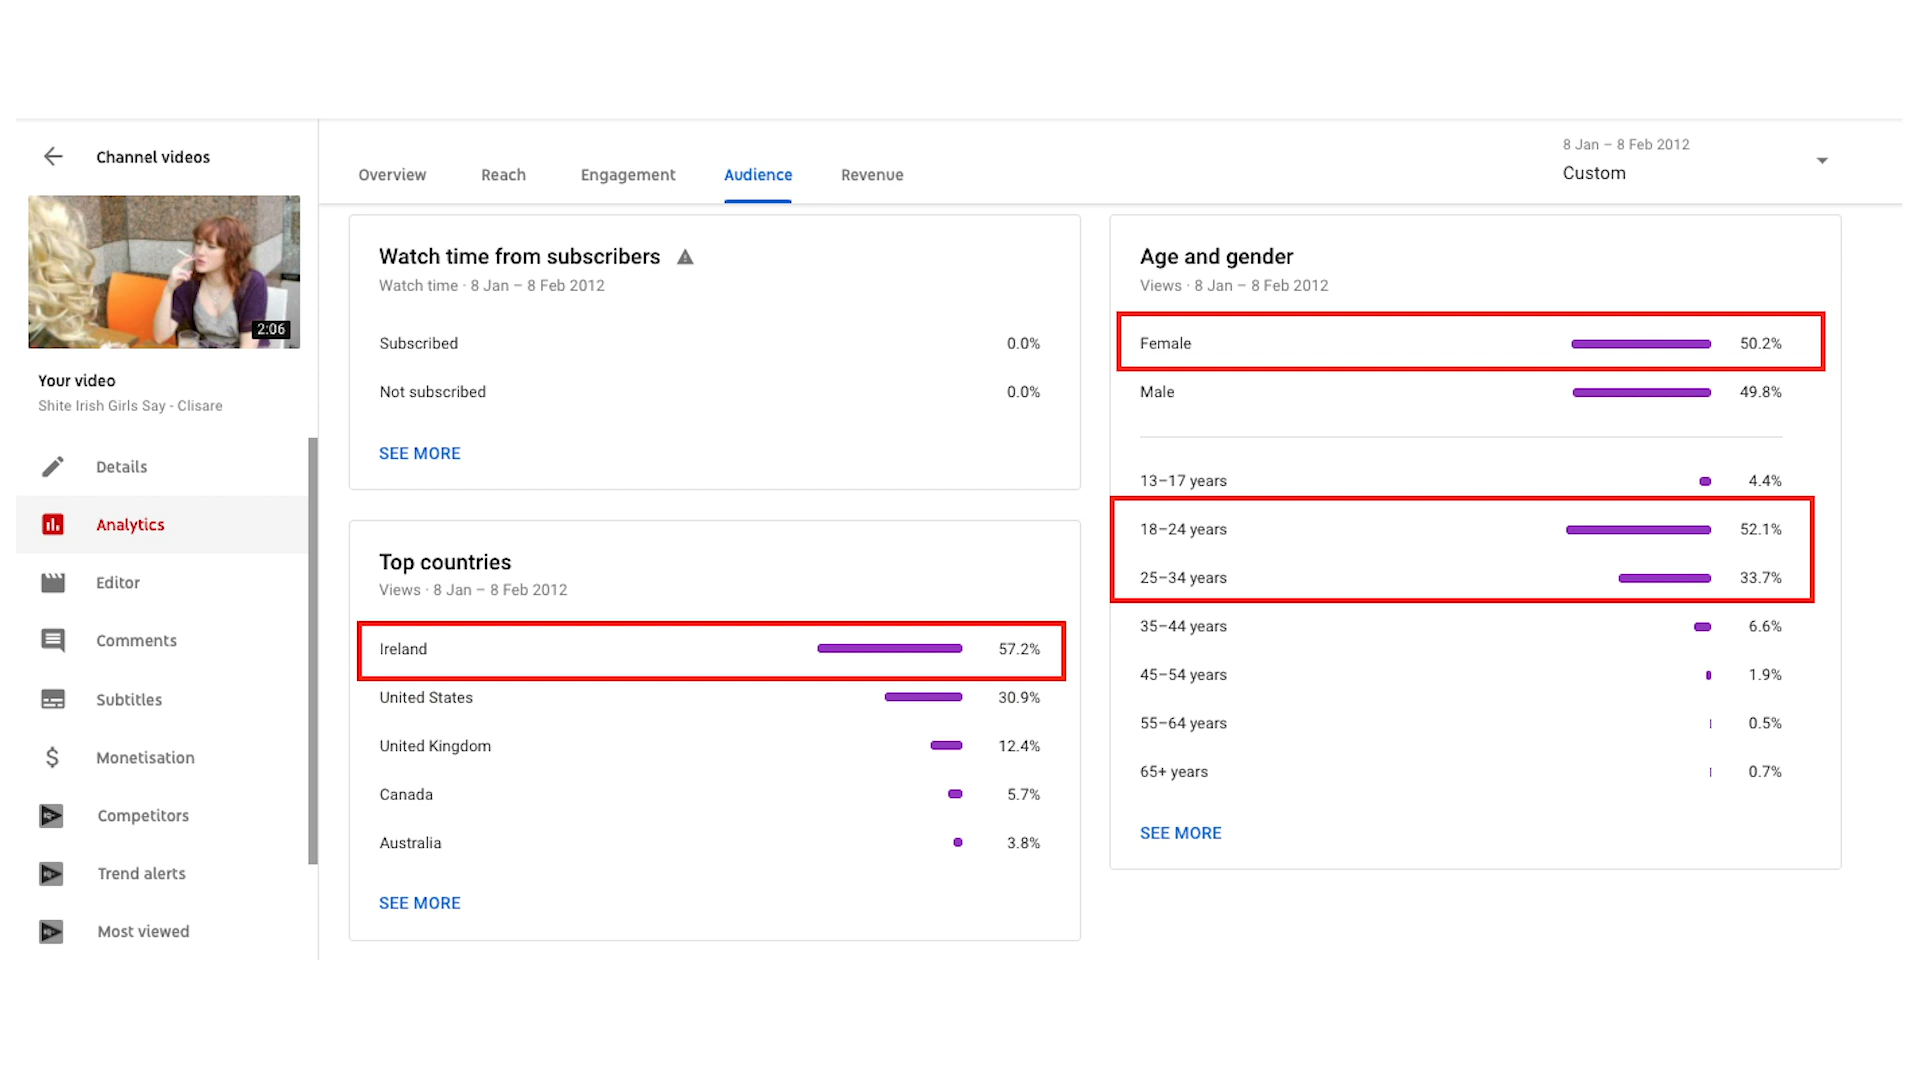 Channel videos
2:06
Your video
Shite Irish Girls Say - Clisare
Details
Analytics
Editor
Comments
Subtitles
Monetisation
Competitors
Trend alerts
Most viewed
Overview Reach Engagement Audience Revenue
8 Jan – 8 Feb 2012
Custom
Watch time from subscribers
Watch time · 8 Jan – 8 Feb 2012
Subscribed 0.0%
Not subscribed 0.0%
SEE MORE
Top countries
Views · 8 Jan – 8 Feb 2012
Ireland 57.2%
United States 30.9%
United Kingdom 12.4%
Canada 5.7%
Australia 3.8%
SEE MORE
Age and gender
Views · 8 Jan – 8 Feb 2012
Female 50.2%
Male 49.8%
13–17 years 4.4%
18–24 years 52.1%
25–34 years 33.7%
35–44 years 6.6%
45–54 years 1.9%
55–64 years 0.5%
65+ years 0.7%
SEE MORE